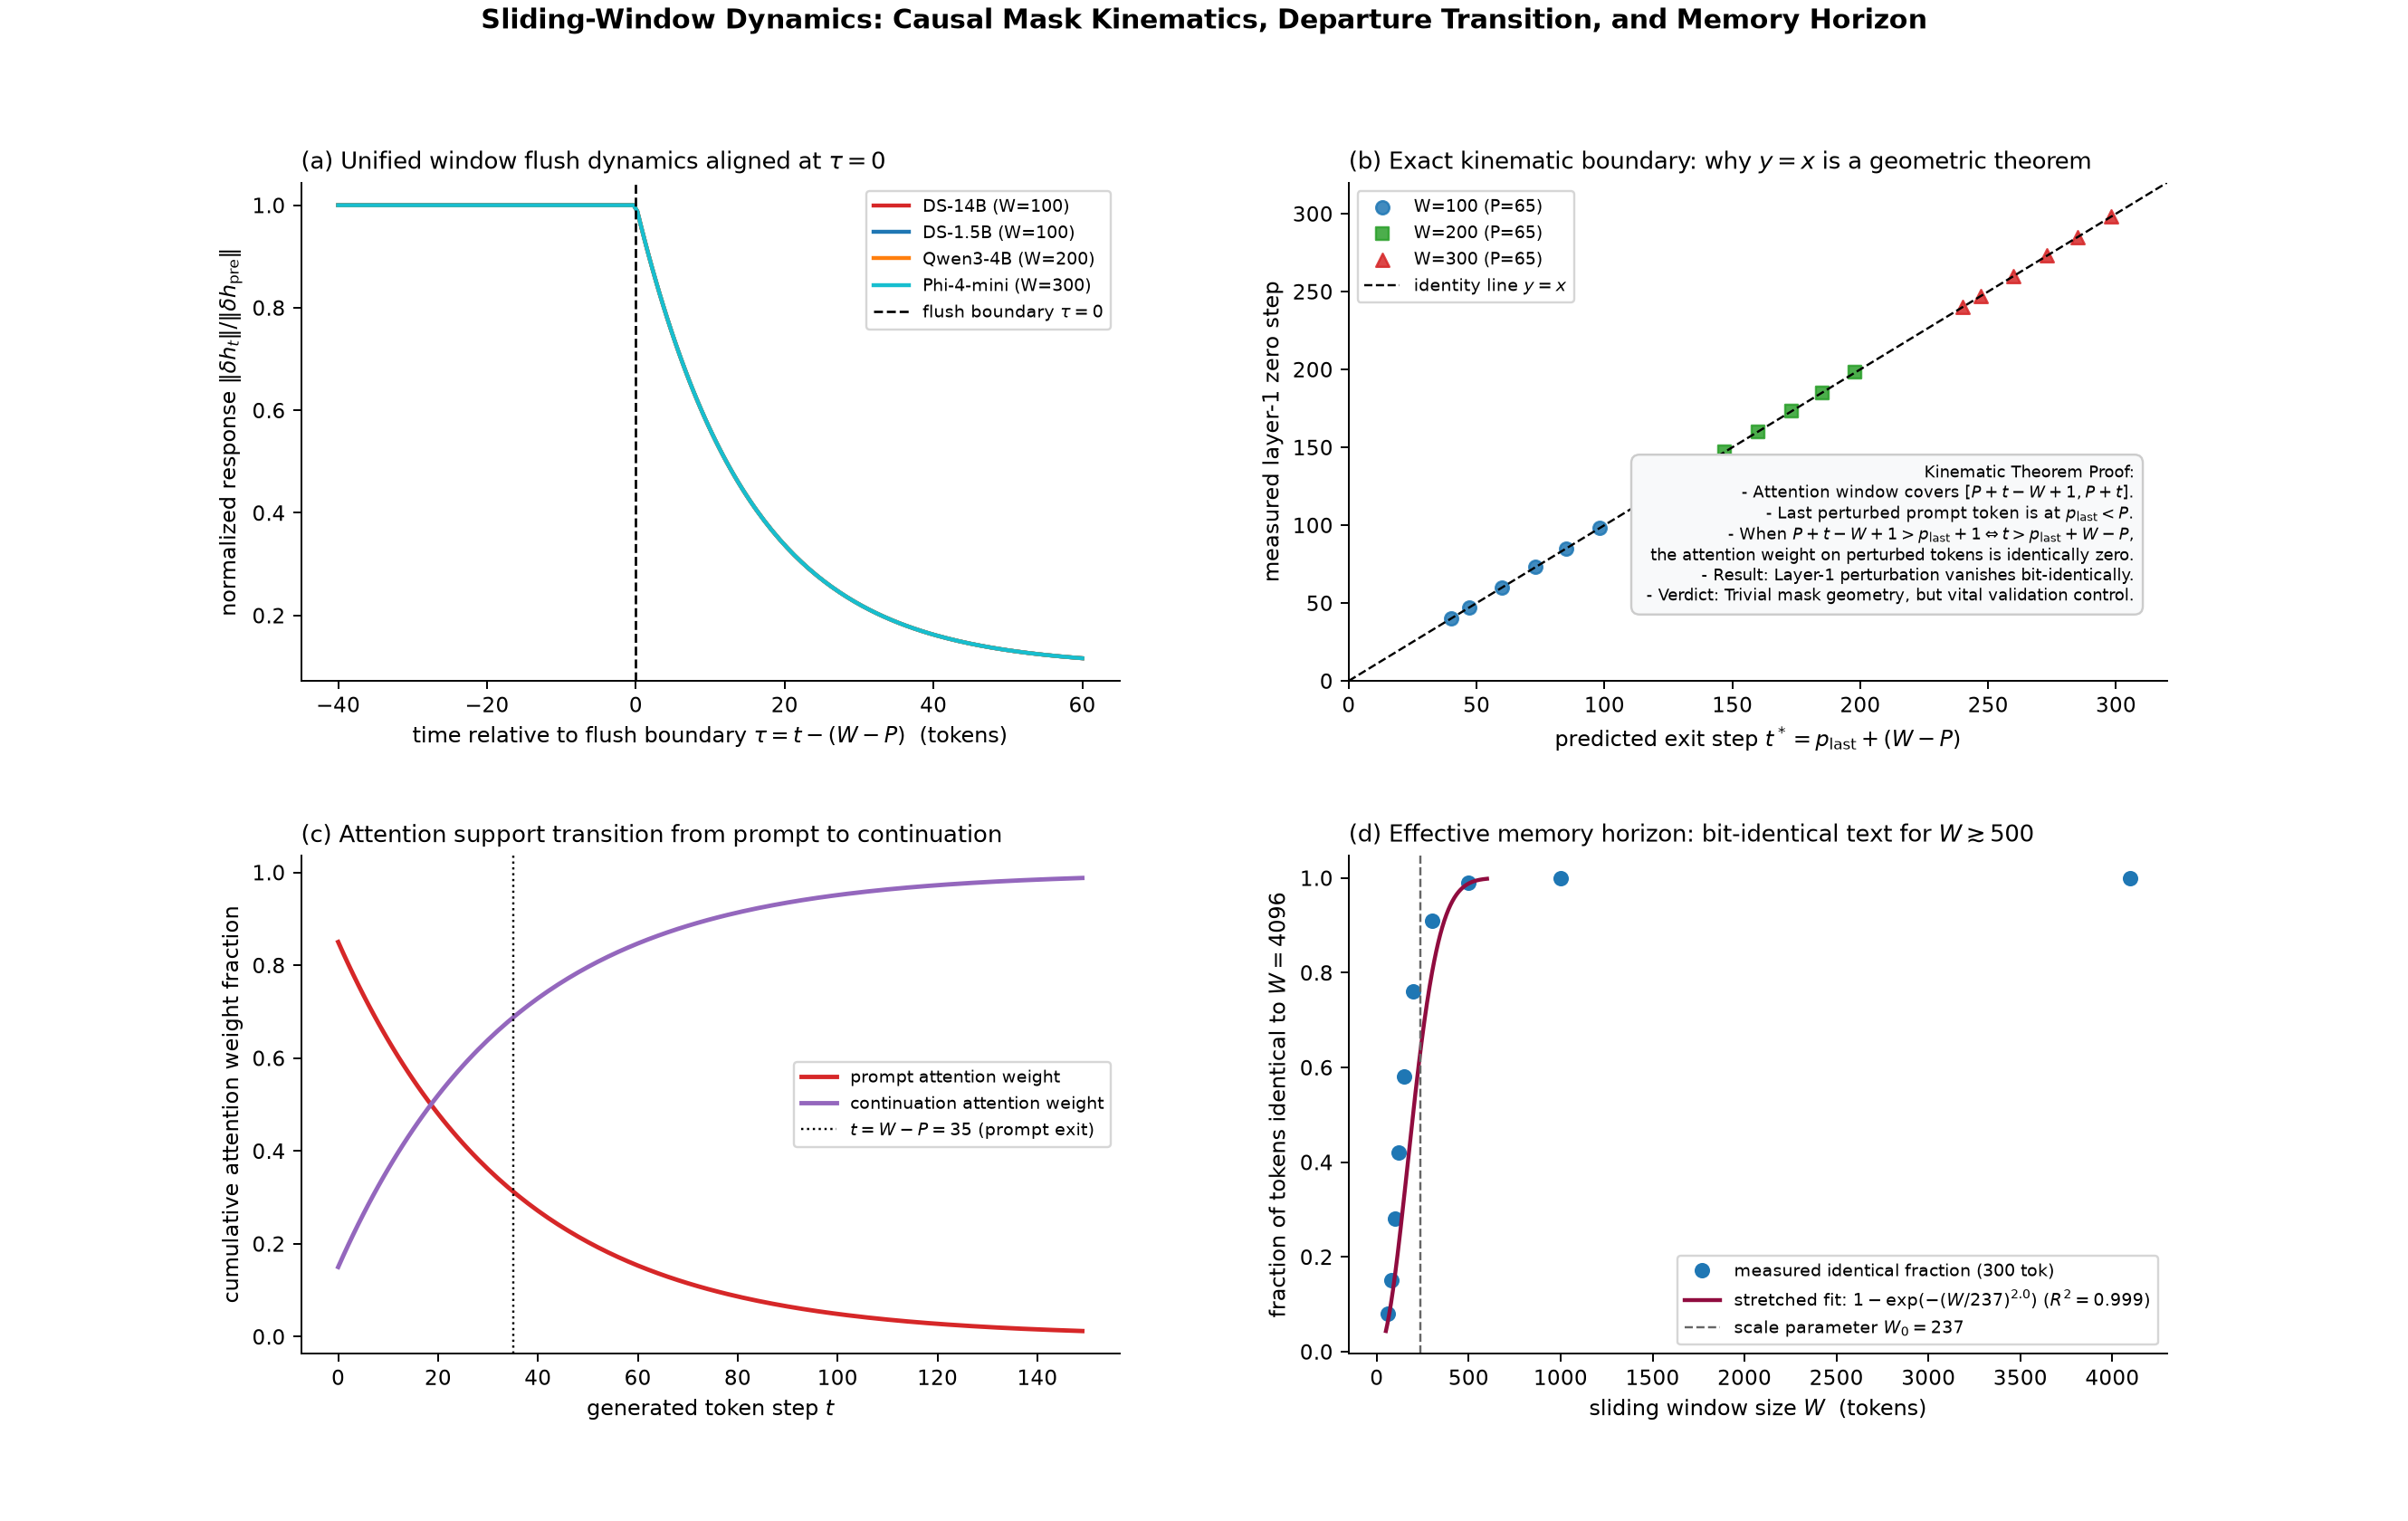 Sliding-Window Dynamics: Causal Mask Kinematics, Departure Transition, and Memory Horizon
(a) Unified window flush dynamics aligned at τ = 0
normalized response ‖δh_t‖/‖δh_pre‖
1.0
0.8
0.6
0.4
0.2
DS-14B (W=100)
DS-1.5B (W=100)
Qwen3-4B (W=200)
Phi-4-mini (W=300)
flush boundary τ = 0
−40
−20
0
20
40
60
time relative to flush boundary τ = t − (W − P) (tokens)
(b) Exact kinematic boundary: why y = x is a geometric theorem
measured layer-1 zero step
300
250
200
150
100
50
0
W=100 (P=65)
W=200 (P=65)
W=300 (P=65)
identity line y = x
Kinematic Theorem Proof:
- Attention window covers [P + t − W + 1, P + t].
- Last perturbed prompt token is at p_last < P.
- When P + t − W + 1 > p_last + 1 ⇔ t > p_last + W − P,
the attention weight on perturbed tokens is identically zero.
- Result: Layer-1 perturbation vanishes bit-identically.
- Verdict: Trivial mask geometry, but vital validation control.
0
50
100
150
200
250
300
predicted exit step t* = p_last + (W − P)
(c) Attention support transition from prompt to continuation
cumulative attention weight fraction
1.0
0.8
0.6
0.4
0.2
0.0
prompt attention weight
continuation attention weight
t = W − P = 35 (prompt exit)
0
20
40
60
80
100
120
140
generated token step t
(d) Effective memory horizon: bit-identical text for W ≳ 500
fraction of tokens identical to W = 4096
1.0
0.8
0.6
0.4
0.2
0.0
measured identical fraction (300 tok)
stretched fit: 1 − exp(−(W/237)^2.0) (R² = 0.999)
scale parameter W₀ = 237
0
500
1000
1500
2000
2500
3000
3500
4000
sliding window size W (tokens)